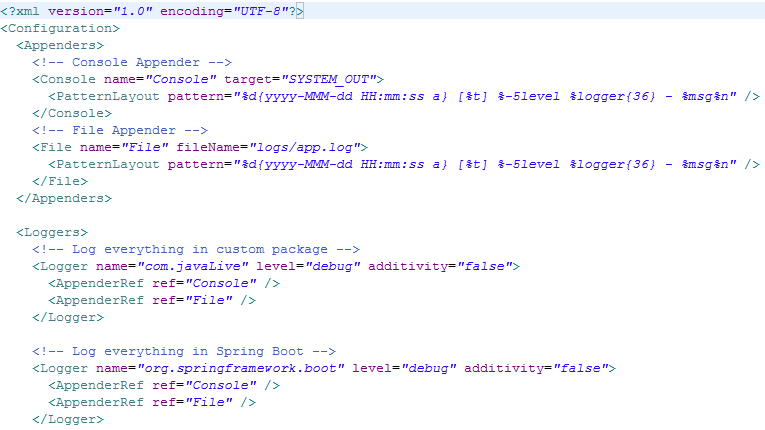 <?xml version="1.0" encoding="UTF-8"?>
<Configuration>
  <Appenders>
    <!-- Console Appender -->
    <Console name="Console" target="SYSTEM_OUT">
      <PatternLayout pattern="%d{yyyy-MMM-dd HH:mm:ss a} [%t] %-5level %logger{36} - %msg%n" />
    </Console>
    <!-- File Appender -->
    <File name="File" fileName="logs/app.log">
      <PatternLayout pattern="%d{yyyy-MMM-dd HH:mm:ss a} [%t] %-5level %logger{36} - %msg%n" />
    </File>
  </Appenders>

  <Loggers>
    <!-- Log everything in custom package -->
    <Logger name="com.javaLive" level="debug" additivity="false">
      <AppenderRef ref="Console" />
      <AppenderRef ref="File" />
    </Logger>

    <!-- Log everything in Spring Boot -->
    <Logger name="org.springframework.boot" level="debug" additivity="false">
      <AppenderRef ref="Console" />
      <AppenderRef ref="File" />
    </Logger>